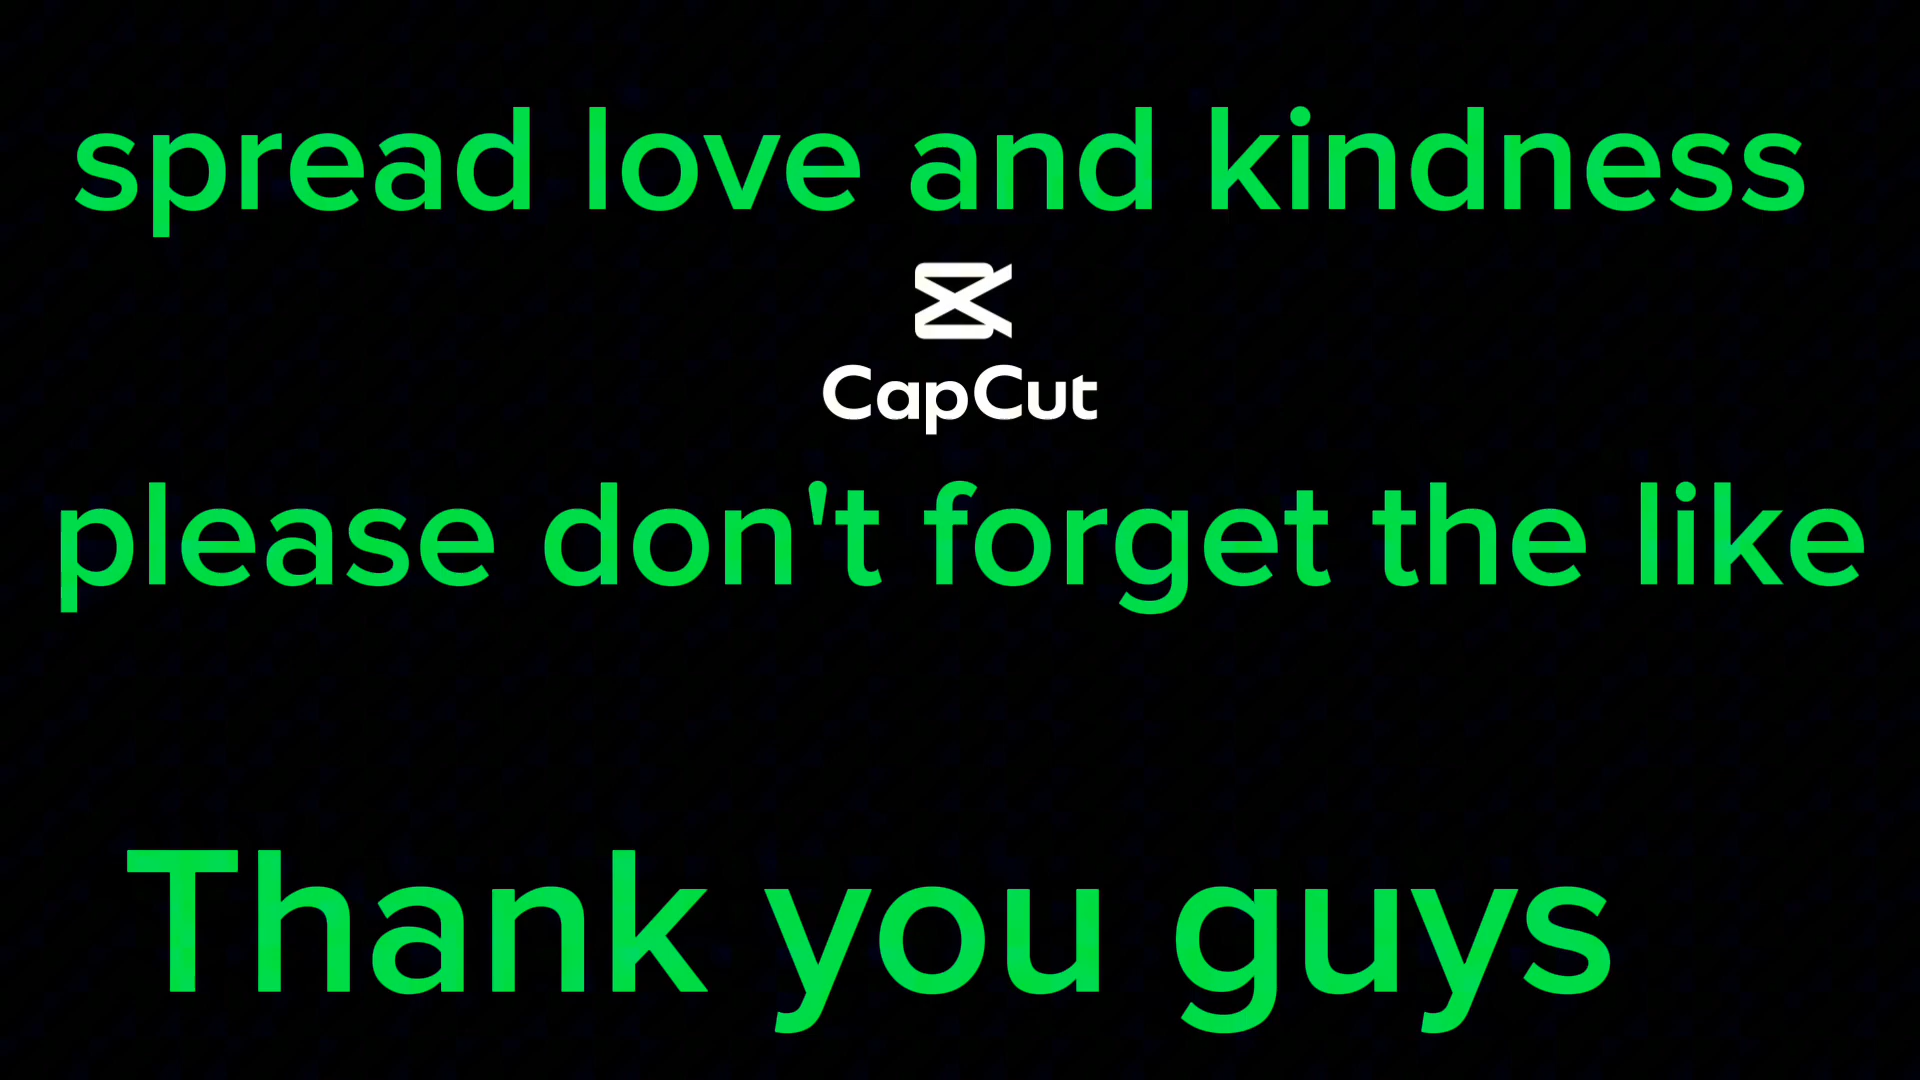 spread love and kindness
CapCut
please don't forget the like
Thank you guys